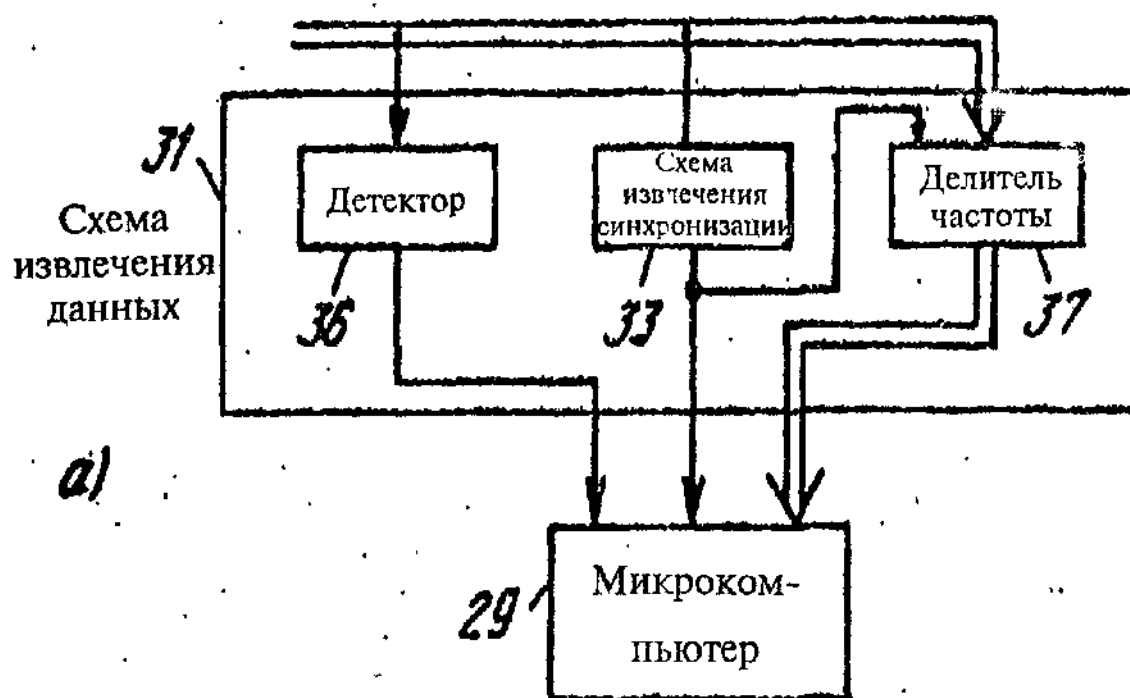 31
Схема
извлечения
данных
Детектор
36
Схема
извлечения
синхронизации
33
Делитель
частоты
37
а)
29
Микроком-
пьютер